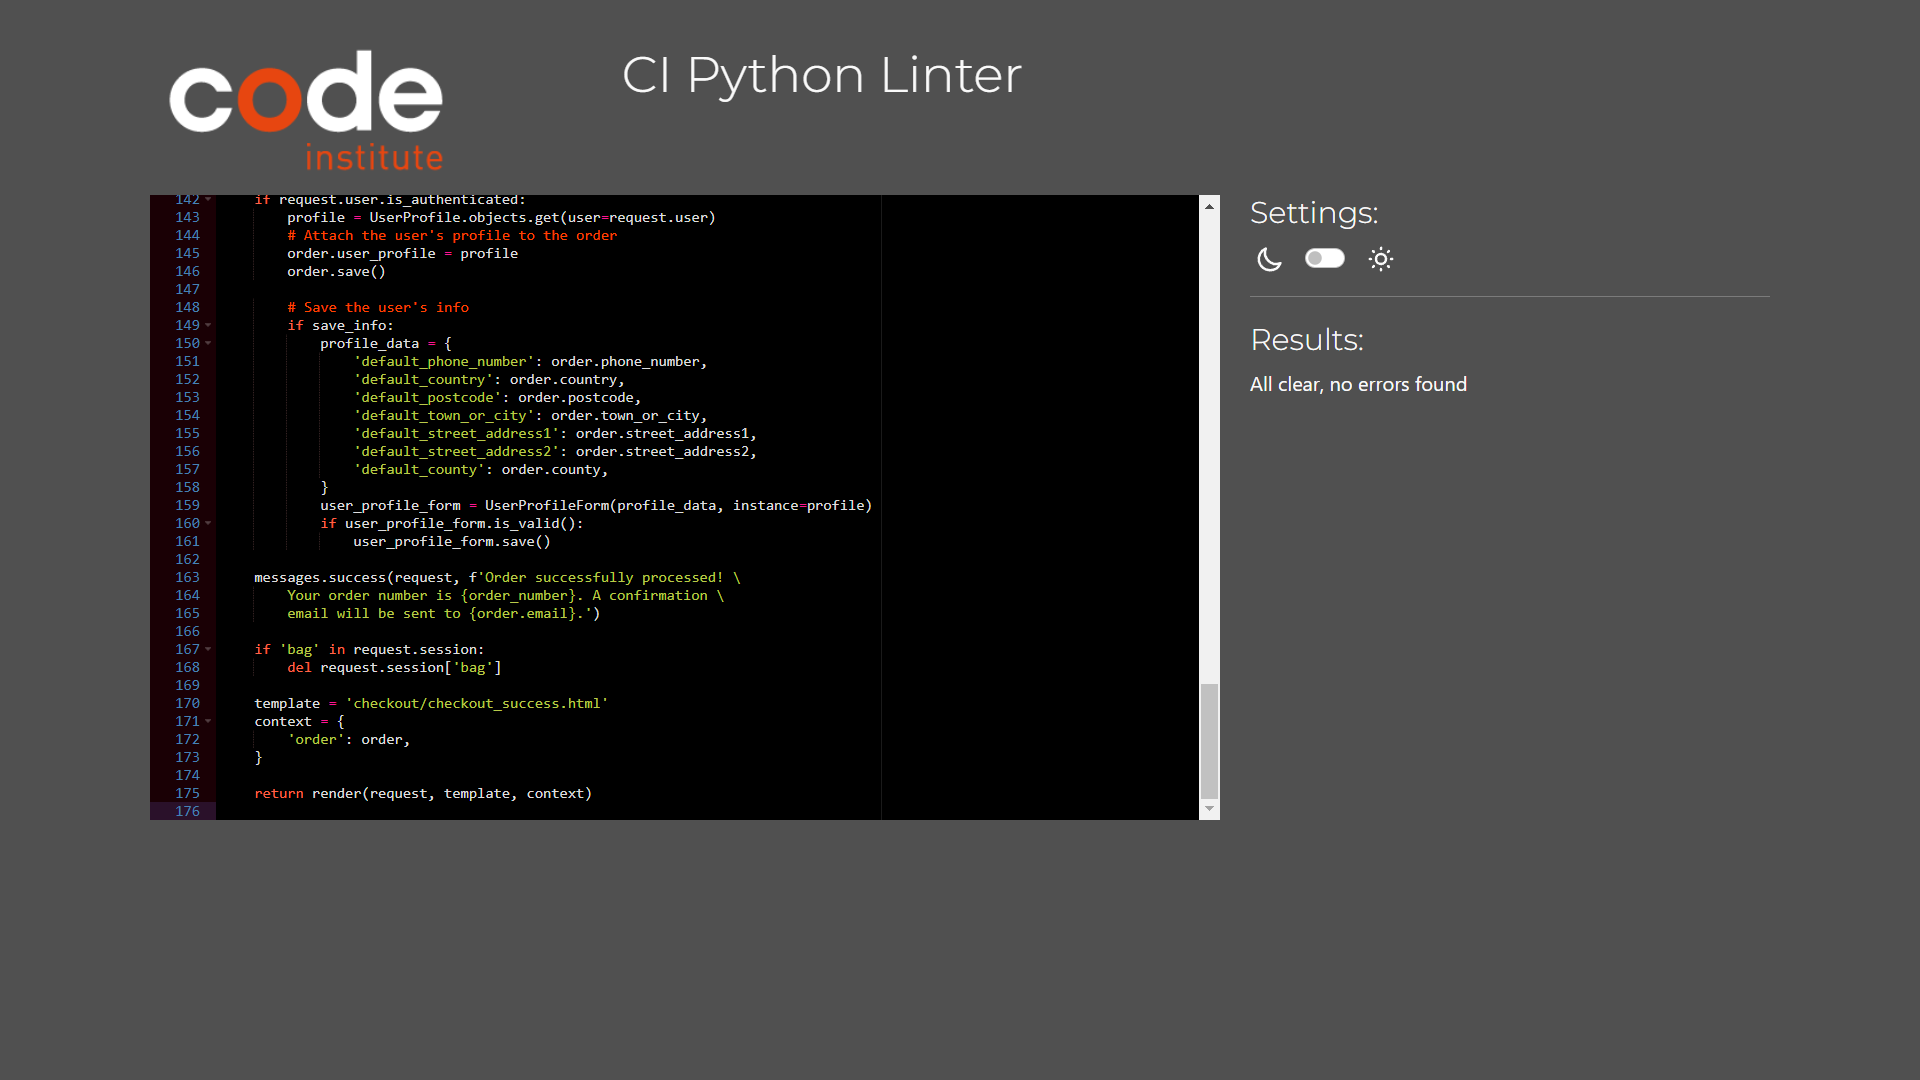 code
institute
CI Python Linter
142 if request.user.is_authenticated:
143 profile = UserProfile.objects.get(user=request.user)
144 # Attach the user's profile to the order
145 order.user_profile = profile
146 order.save()
147
148 # Save the user's info
149 if save_info:
150 profile_data = {
151 'default_phone_number': order.phone_number,
152 'default_country': order.country,
153 'default_postcode': order.postcode,
154 'default_town_or_city': order.town_or_city,
155 'default_street_address1': order.street_address1,
156 'default_street_address2': order.street_address2,
157 'default_county': order.county,
158 }
159 user_profile_form = UserProfileForm(profile_data, instance=profile)
160 if user_profile_form.is_valid():
161 user_profile_form.save()
162
163 messages.success(request, f'Order successfully processed! \
164 Your order number is {order_number}. A confirmation \
165 email will be sent to {order.email}.')
166
167 if 'bag' in request.session:
168 del request.session['bag']
169
170 template = 'checkout/checkout_success.html'
171 context = {
172 'order': order,
173 }
174
175 return render(request, template, context)
176
Settings:
Results:
All clear, no errors found